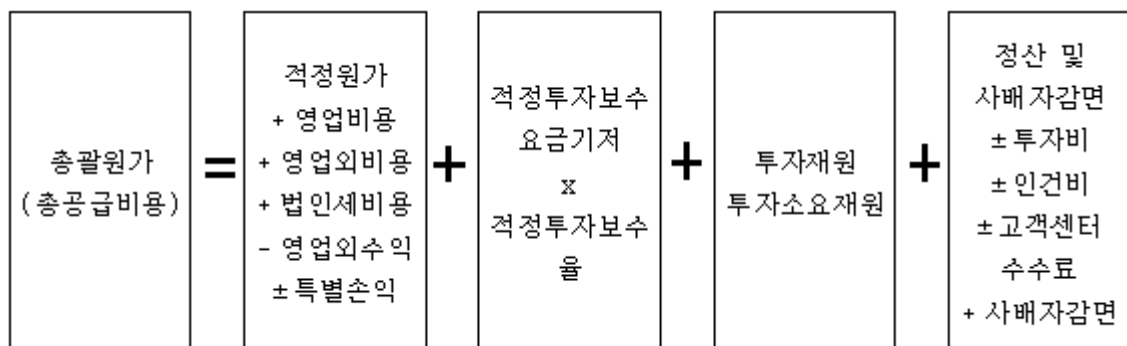 총괄원가
(총공급비용)
=
적정원가
+ 영업비용
+ 영업외비용
+ 법인세비용
- 영업외수익
± 특별손익
+
적정투자보수
요금기저
x
적정투자보수
율
+
투자재원
투자소요재원
+
정산 및
사배자감면
± 투자비
± 인건비
± 고객센터
수수료
+ 사배자감면